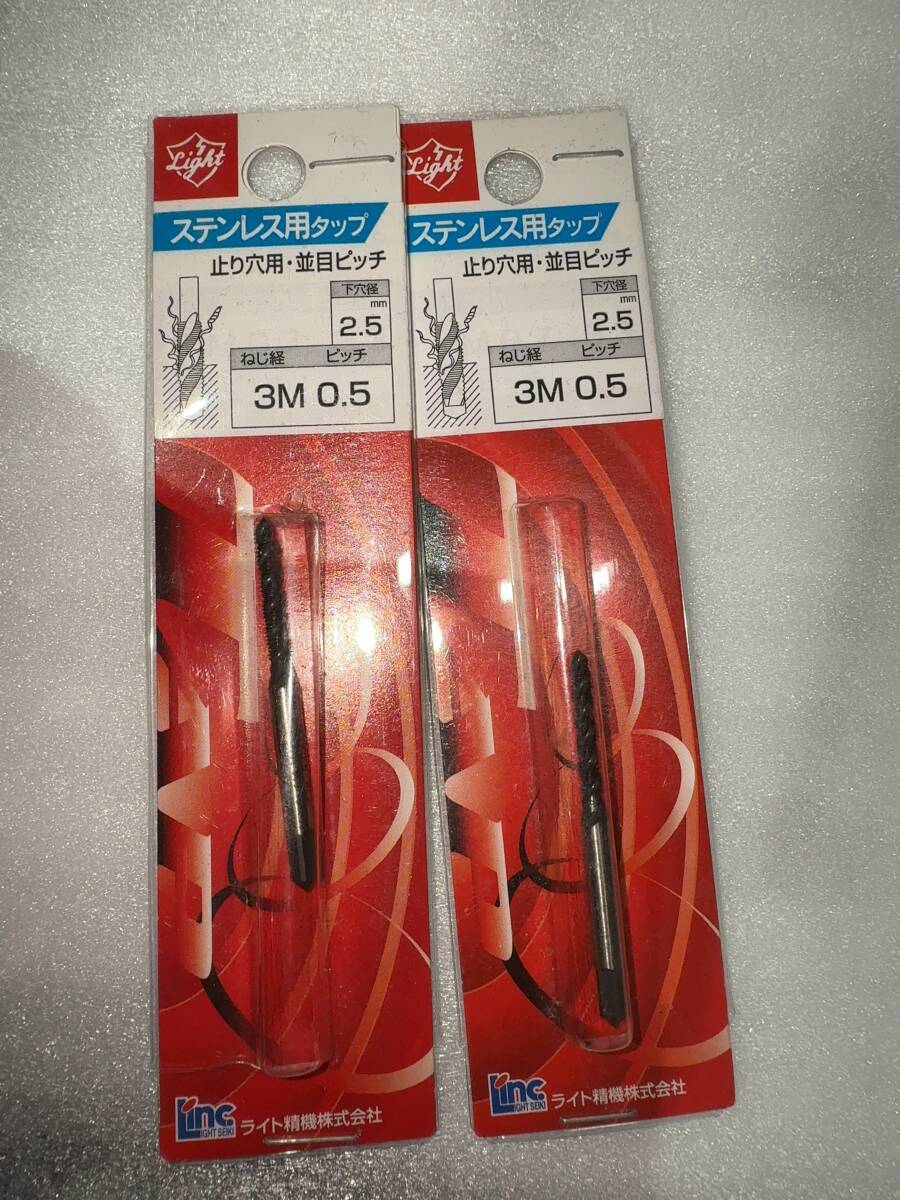 Light
ステンレス用タップ
止り穴用・並目ピッチ
下穴径
mm
2.5
ねじ経 ピッチ
3M 0.5
Linc.
LIGHT SEIKI
ライト精機株式会社
Light
ステンレス用タップ
止り穴用・並目ピッチ
下穴径
mm
2.5
ねじ経 ピッチ
3M 0.5
Linc.
LIGHT SEIKI
ライト精機株式会社